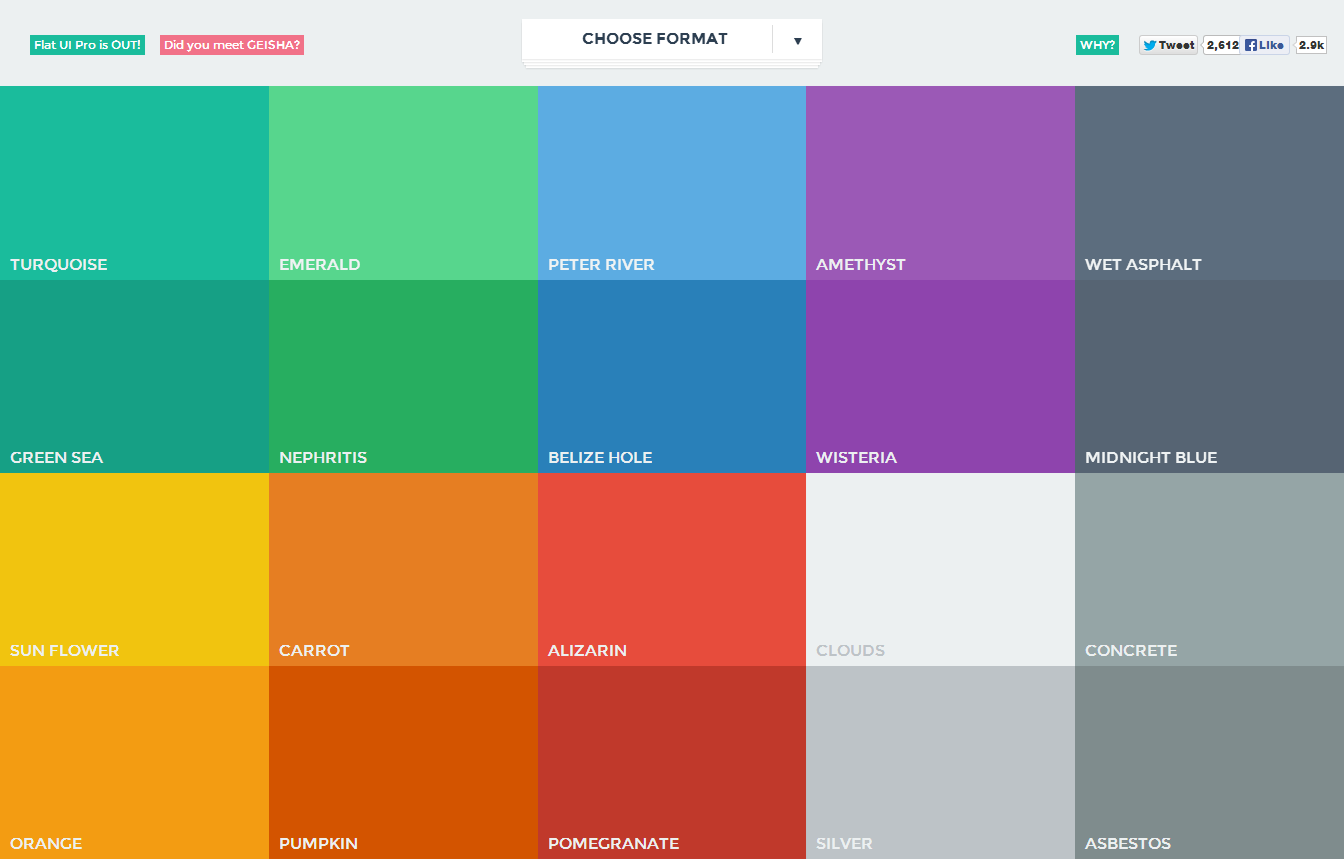 Flat UI Pro is OUT!
Did you meet GEISHA?
CHOOSE FORMAT
WHY?
Tweet
2,612
Like
2.9k
TURQUOISE
EMERALD
PETER RIVER
AMETHYST
WET ASPHALT
GREEN SEA
NEPHRITIS
BELIZE HOLE
WISTERIA
MIDNIGHT BLUE
SUN FLOWER
CARROT
ALIZARIN
CLOUDS
CONCRETE
ORANGE
PUMPKIN
POMEGRANATE
SILVER
ASBESTOS